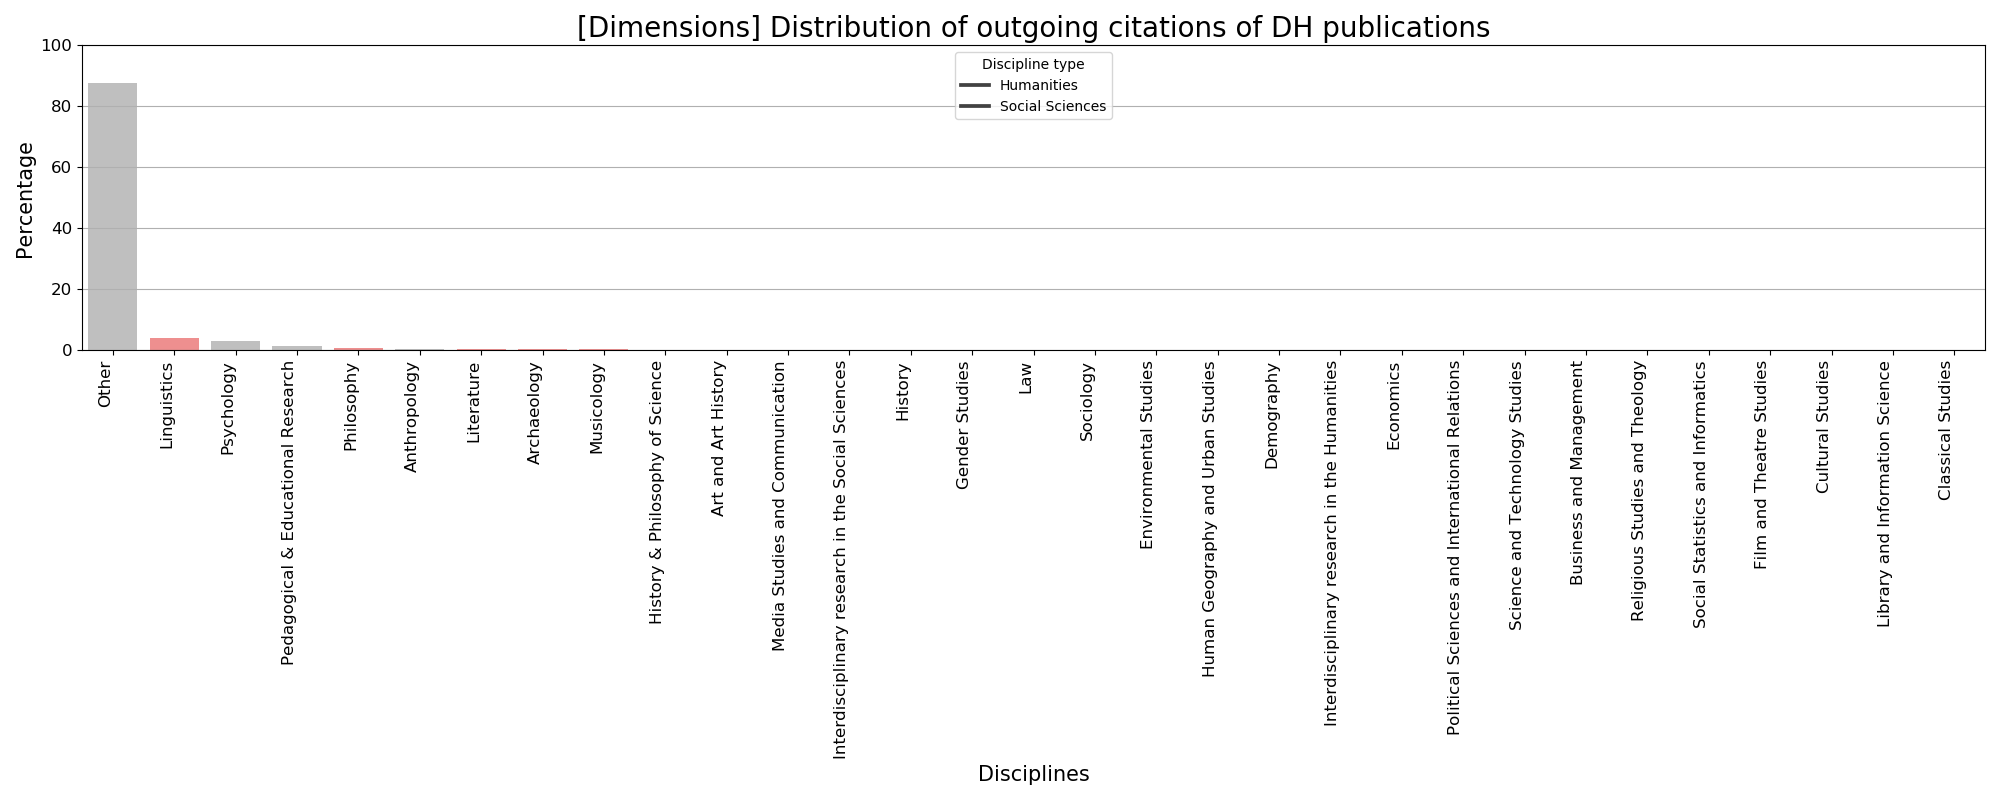 [Dimensions] Distribution of outgoing citations of DH publications
Discipline type
Humanities
Social Sciences
Percentage
100
80
60
40
20
0
Other
Linguistics
Psychology
Pedagogical & Educational Research
Philosophy
Anthropology
Literature
Archaeology
Musicology
History & Philosophy of Science
Art and Art History
Media Studies and Communication
Interdisciplinary research in the Social Sciences
History
Gender Studies
Law
Sociology
Environmental Studies
Human Geography and Urban Studies
Demography
Interdisciplinary research in the Humanities
Economics
Political Sciences and International Relations
Science and Technology Studies
Business and Management
Religious Studies and Theology
Social Statistics and Informatics
Film and Theatre Studies
Cultural Studies
Library and Information Science
Classical Studies
Disciplines